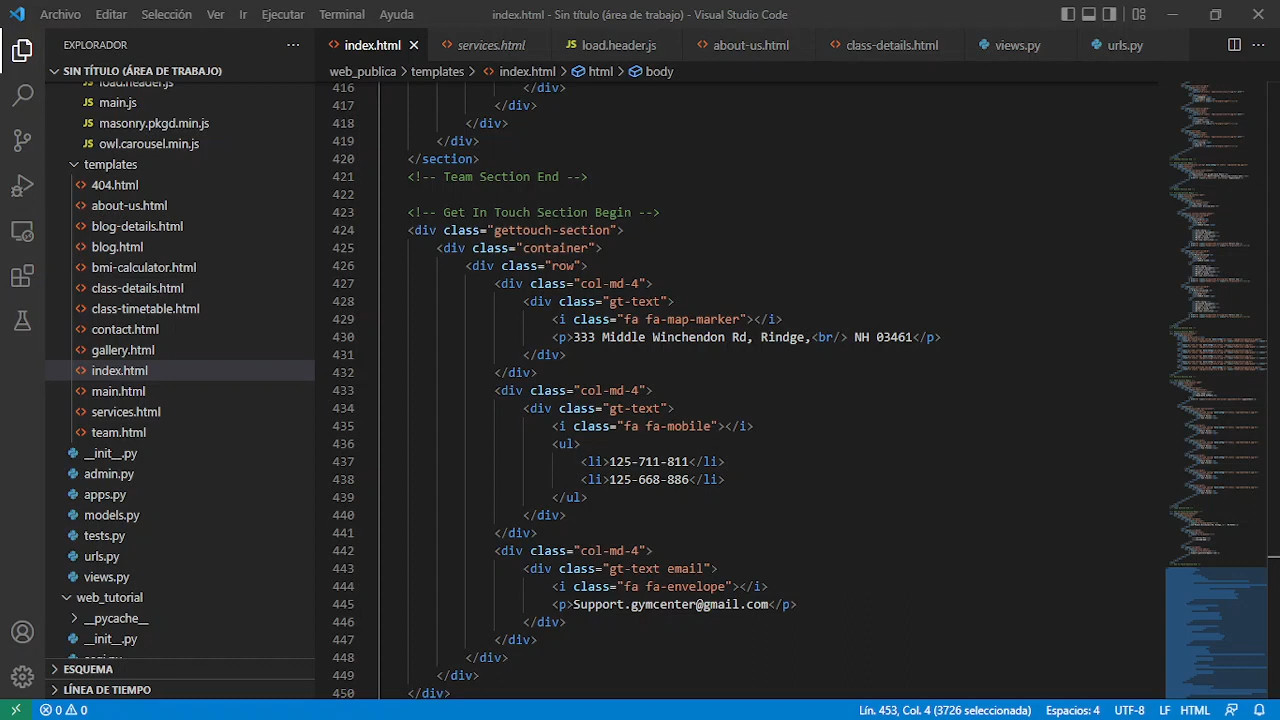 Archivo Editar Selección Ver Ir Ejecutar Terminal Ayuda index.html - Sin título (área de trabajo) - Visual Studio Code
EXPLORADOR
index.html services.html load.header.js about-us.html class-details.html views.py urls.py
SIN TÍTULO (ÁREA DE TRABAJO)
web_publica > templates > index.html > html > body
load.header.js
JS main.js
JS masonry.pkgd.min.js
JS owl.carousel.min.js
templates
404.html
about-us.html
blog-details.html
blog.html
bmi-calculator.html
class-details.html
class-timetable.html
contact.html
gallery.html
index.html
main.html
services.html
team.html
__init__.py
admin.py
apps.py
models.py
tests.py
urls.py
views.py
web_tutorial
__pycache__
__init__.py
ESQUEMA
LÍNEA DE TIEMPO
416 </div>
417 </div>
418 </div>
419 </div>
420 </section>
421 <!-- Team Section End -->
422
423 <!-- Get In Touch Section Begin -->
424 <div class="gettouch-section">
425 <div class="container">
426 <div class="row">
427 <div class="col-md-4">
428 <div class="gt-text">
429 <i class="fa fa-map-marker"></i>
430 <p>333 Middle Winchendon Rd, Rindge,<br/> NH 03461</p>
431 </div>
432 </div>
433 <div class="col-md-4">
434 <div class="gt-text">
435 <i class="fa fa-mobile"></i>
436 <ul>
437 <li>125-711-811</li>
438 <li>125-668-886</li>
439 </ul>
440 </div>
441 </div>
442 <div class="col-md-4">
443 <div class="gt-text email">
444 <i class="fa fa-envelope"></i>
445 <p>Support.gymcenter@gmail.com</p>
446 </div>
447 </div>
448 </div>
449 </div>
450 </div>
0 0 Lín. 453, Col. 4 (3726 seleccionada) Espacios: 4 UTF-8 LF HTML